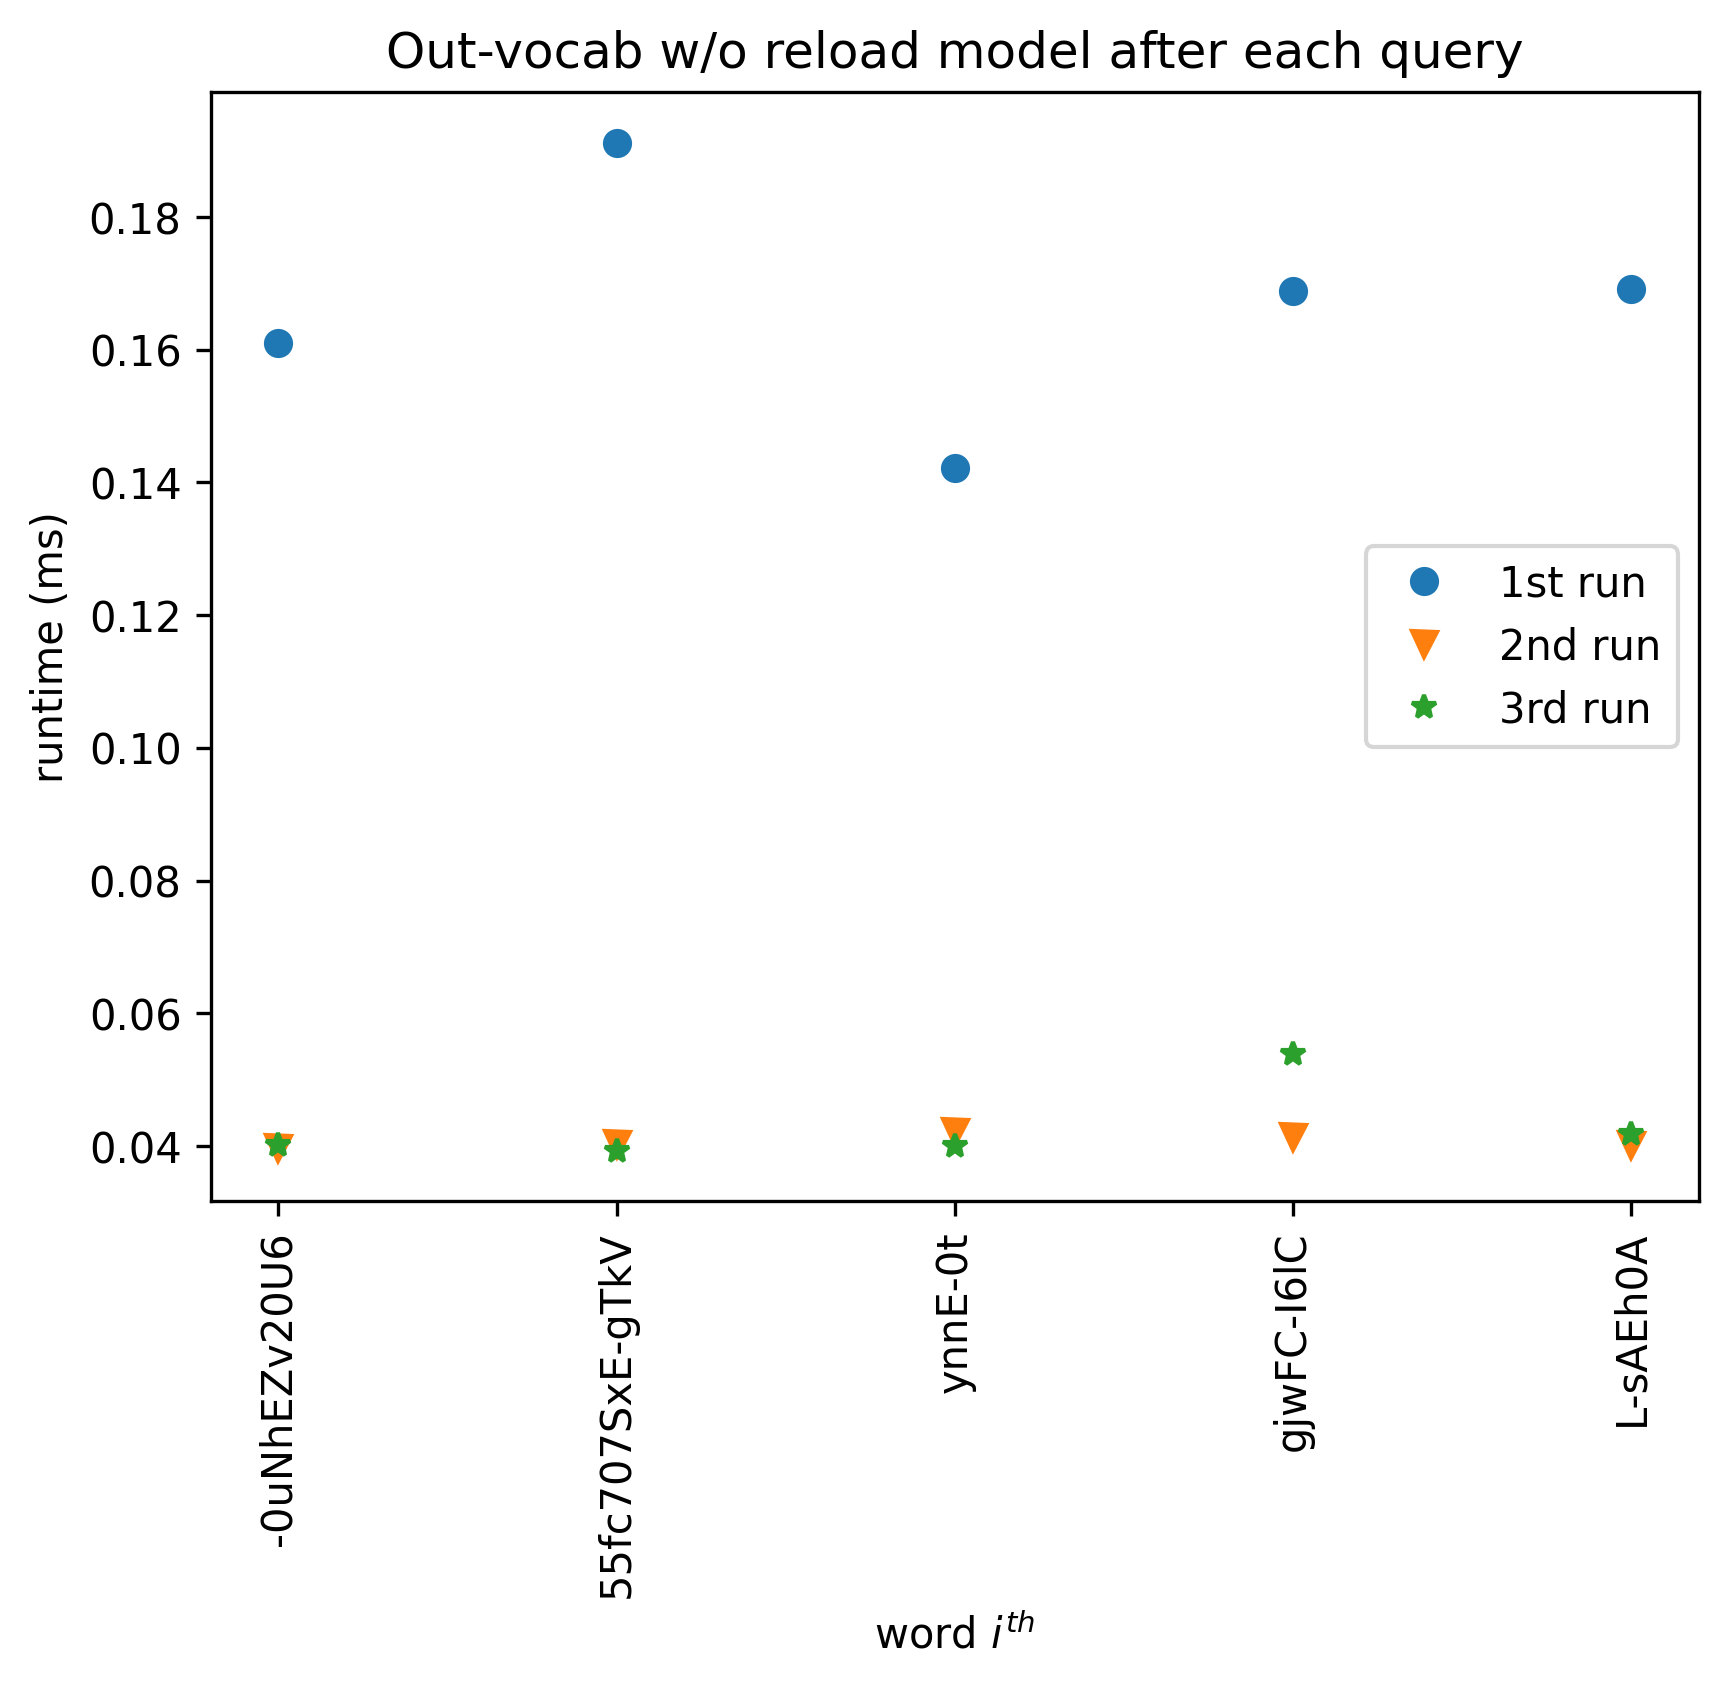 Out-vocab w/o reload model after each query
runtime (ms)
0.18
0.16
0.14
0.12
0.10
0.08
0.06
0.04
1st run
2nd run
3rd run
-0uNhEZv20U6
55fc707SxE-gTkV
ynnE-0t
gjwFC-I6lC
L-sAEh0A
word i^th